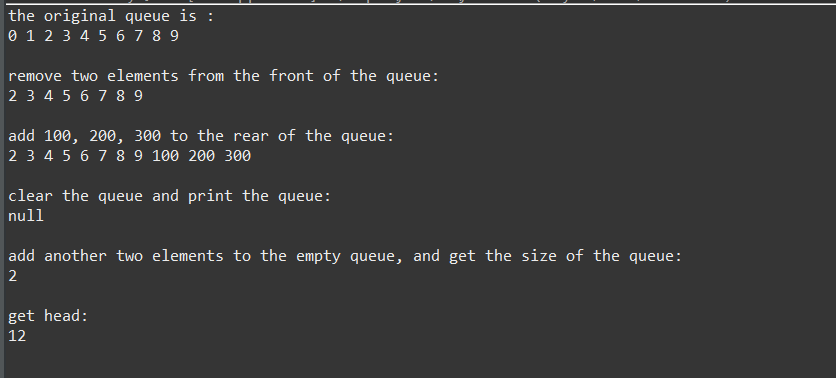 the original queue is :
0 1 2 3 4 5 6 7 8 9
remove two elements from the front of the queue:
2 3 4 5 6 7 8 9
add 100, 200, 300 to the rear of the queue:
2 3 4 5 6 7 8 9 100 200 300
clear the queue and print the queue:
null
add another two elements to the empty queue, and get the size of the queue:
2
get head:
12